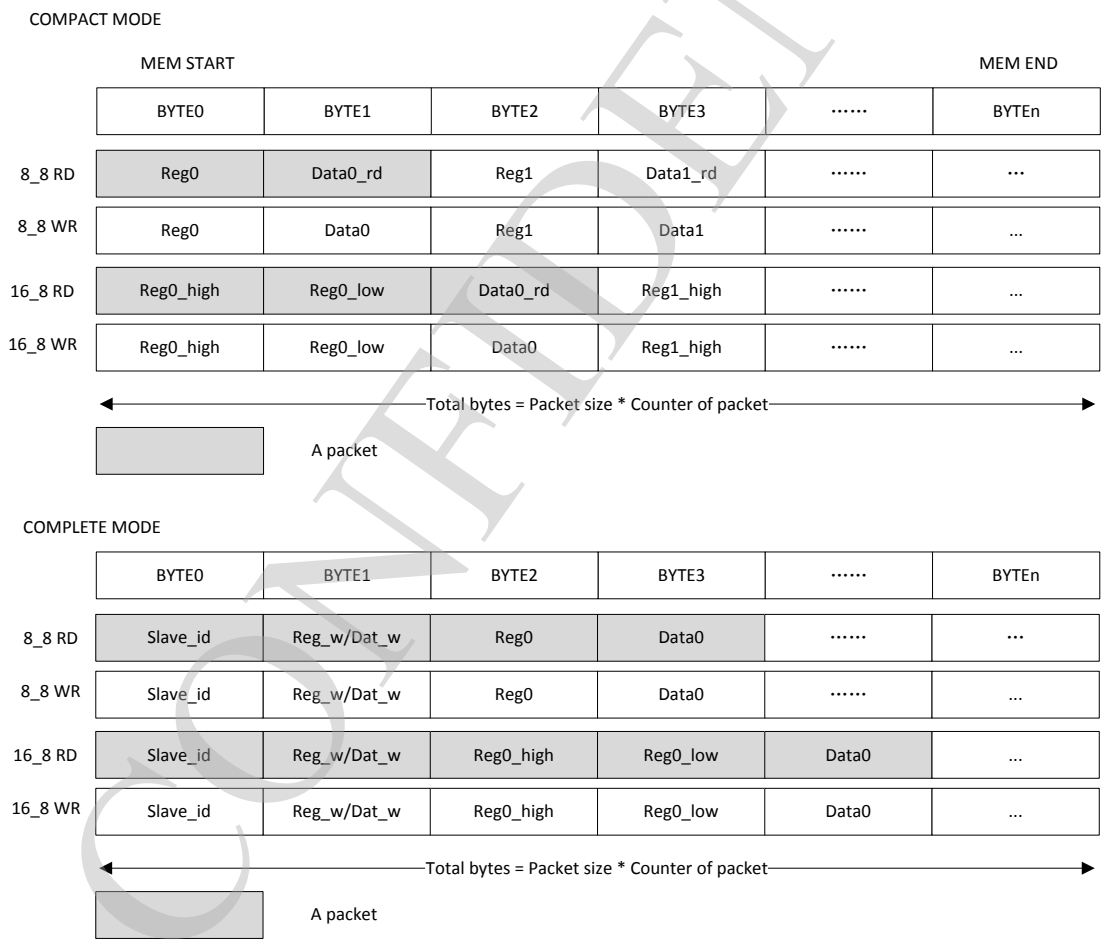 COMPACT MODE
MEM START MEM END
BYTE0 BYTE1 BYTE2 BYTE3 ...... BYTEn
8_8 RD Reg0 Data0_rd Reg1 Data1_rd ...... ...
8_8 WR Reg0 Data0 Reg1 Data1 ...... ...
16_8 RD Reg0_high Reg0_low Data0_rd Reg1_high ...... ...
16_8 WR Reg0_high Reg0_low Data0 Reg1_high ...... ...
Total bytes = Packet size * Counter of packet
A packet
COMPLETE MODE
BYTE0 BYTE1 BYTE2 BYTE3 ...... BYTEn
8_8 RD Slave_id Reg_w/Dat_w Reg0 Data0 ...... ...
8_8 WR Slave_id Reg_w/Dat_w Reg0 Data0 ...... ...
16_8 RD Slave_id Reg_w/Dat_w Reg0_high Reg0_low Data0 ...
16_8 WR Slave_id Reg_w/Dat_w Reg0_high Reg0_low Data0 ...
Total bytes = Packet size * Counter of packet
A packet